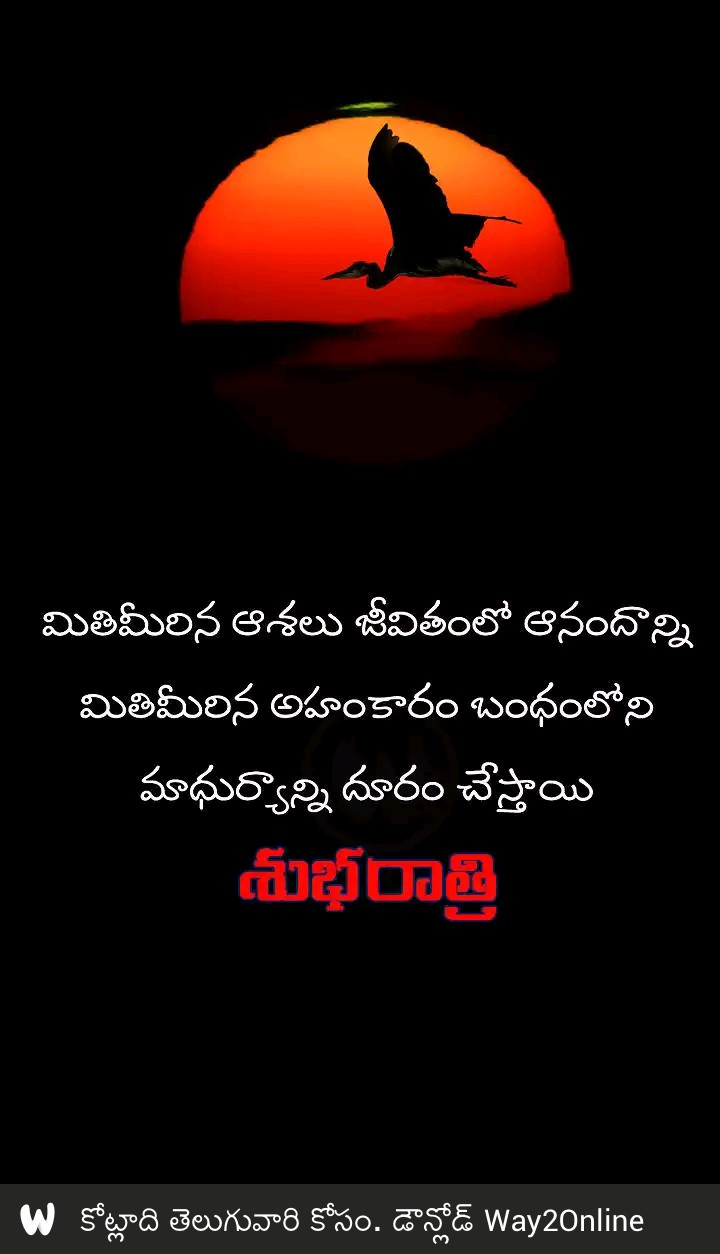 మితిమీరిన ఆశలు జీవితంలో ఆనందాన్ని
మితిమీరిన అహంకారం బంధంలోని
మాధుర్యాన్ని దూరం చేస్తాయి
శుభరాత్రి
W కోట్లాది తెలుగువారి కోసం. డౌన్లోడ్ Way2Online